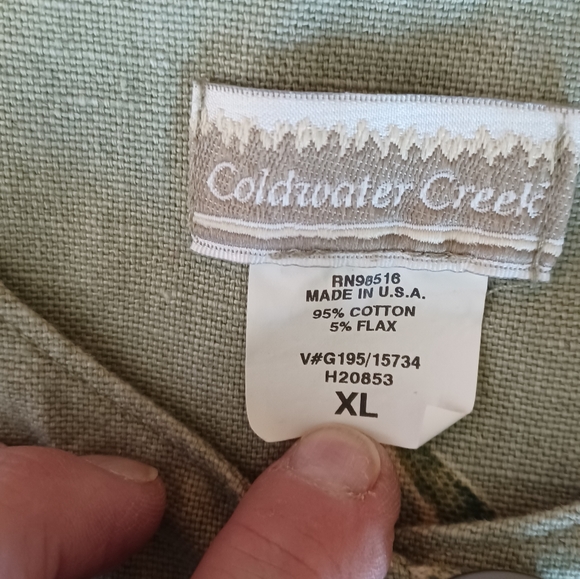 Coldwater Creek
RN98516
MADE IN U.S.A.
95% COTTON
5% FLAX
V#G195/15734
H20853
XL